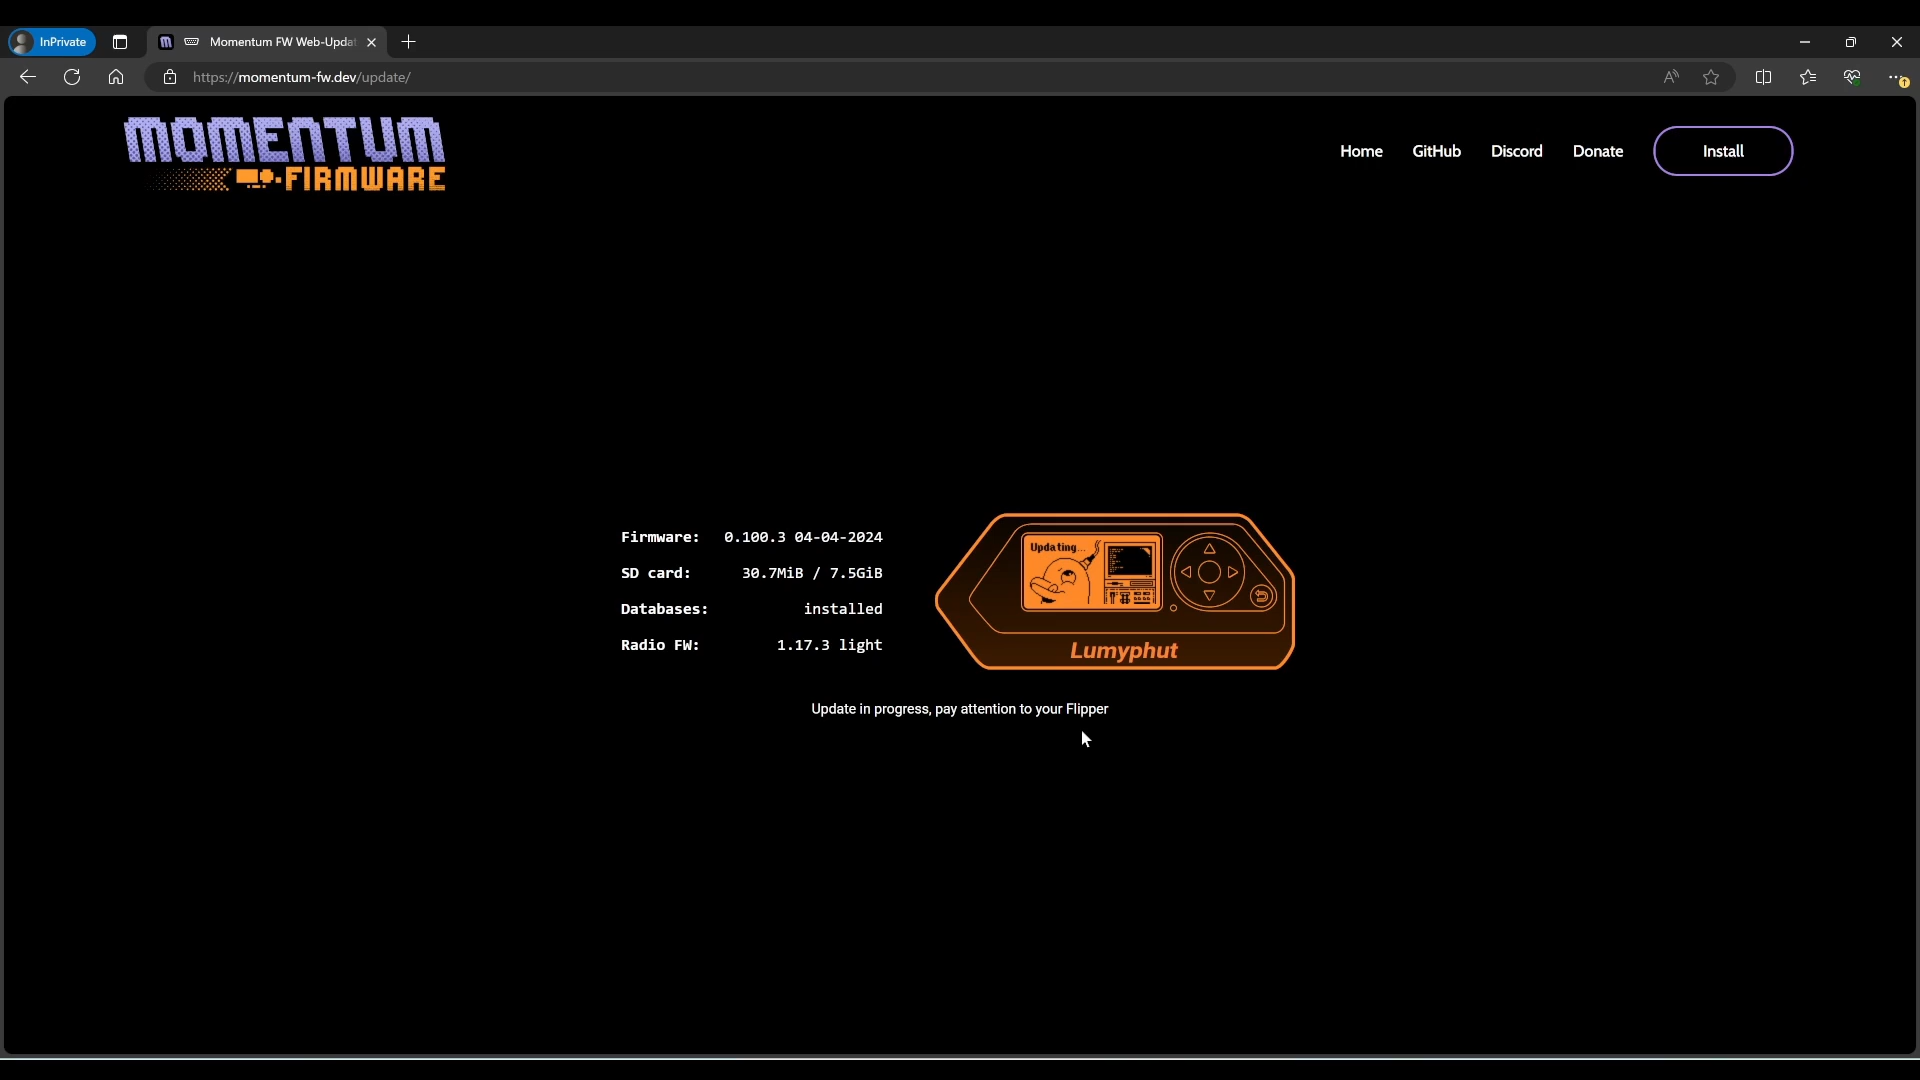 InPrivate
Momentum FW Web-Updat
https://momentum-fw.dev/update/
MOMENTUM
FIRMWARE
Home GitHub Discord Donate Install
Firmware: 0.100.3 04-04-2024
SD card: 30.7MiB / 7.5GiB
Databases: installed
Radio FW: 1.17.3 light
Updating...
Lumyphut
Update in progress, pay attention to your Flipper